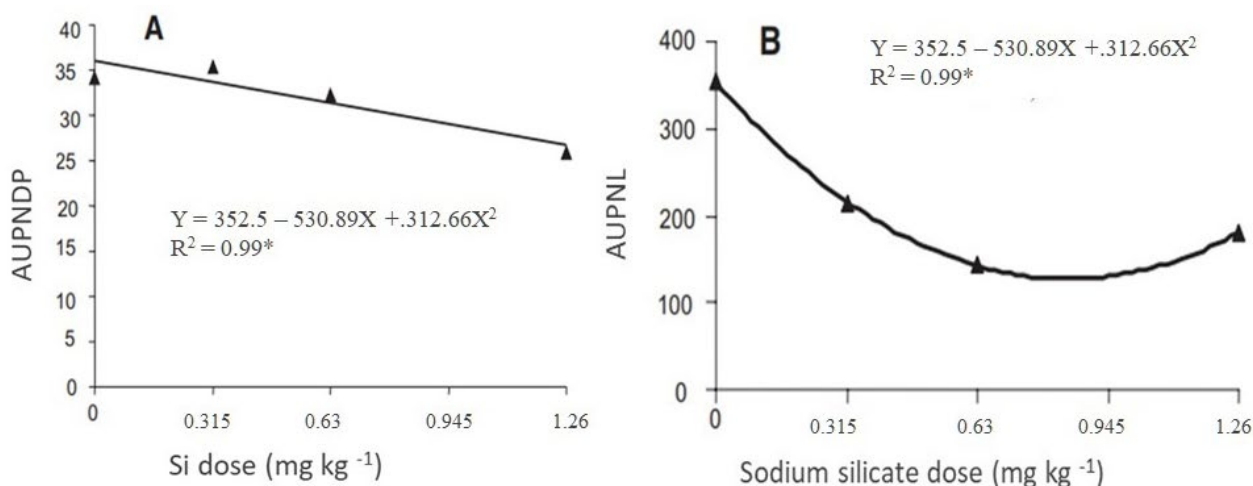 A
AUPNDP
40
35
30
25
20
15
10
5
0
Y = 352.5 – 530.89X +.312.66X²
R² = 0.99*
0 0.315 0.63 0.945 1.26
Si dose (mg kg -1)
B
AUPNL
400
300
200
100
0
Y = 352.5 – 530.89X +.312.66X²
R² = 0.99*
0 0.315 0.63 0.945 1.26
Sodium silicate dose (mg kg -1)